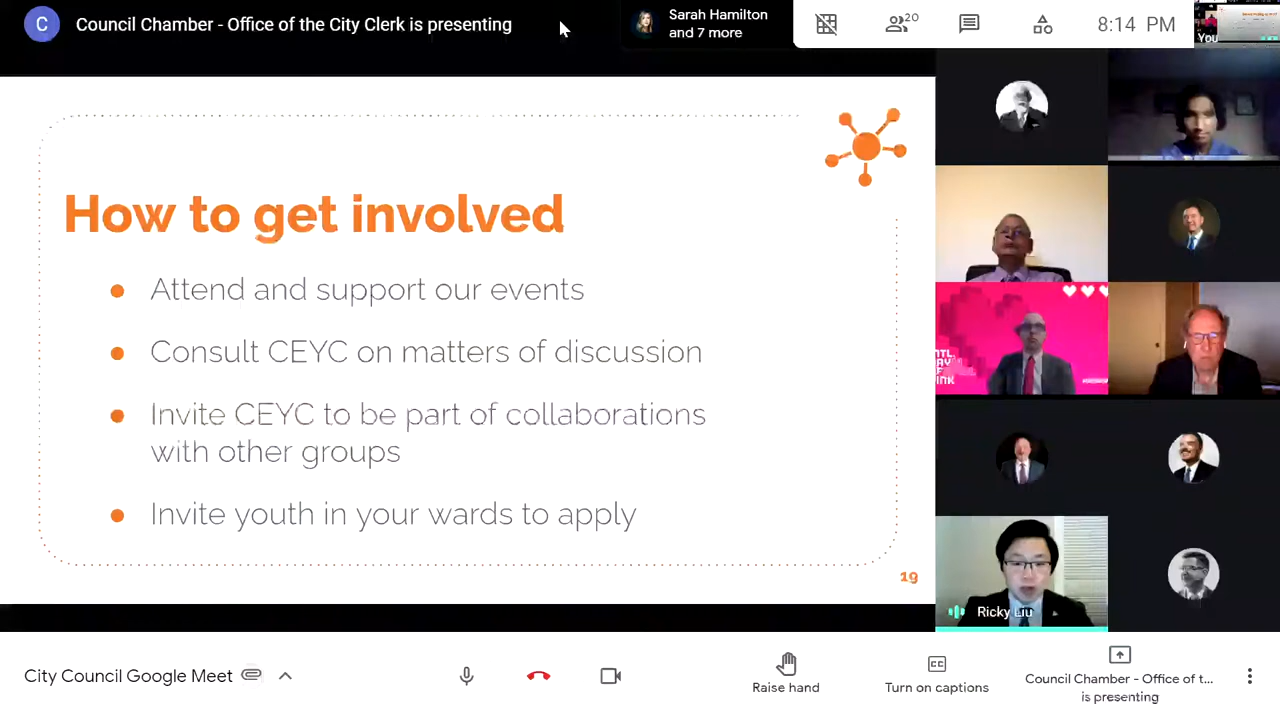 C
Council Chamber - Office of the City Clerk is presenting
Sarah Hamilton
and 7 more
20
8:14 PM
You
How to get involved
Attend and support our events
Consult CEYC on matters of discussion
Invite CEYC to be part of collaborations
with other groups
Invite youth in your wards to apply
19
Ricky Liu
City Council Google Meet
Raise hand
CC
Turn on captions
Council Chamber - Office of t...
is presenting